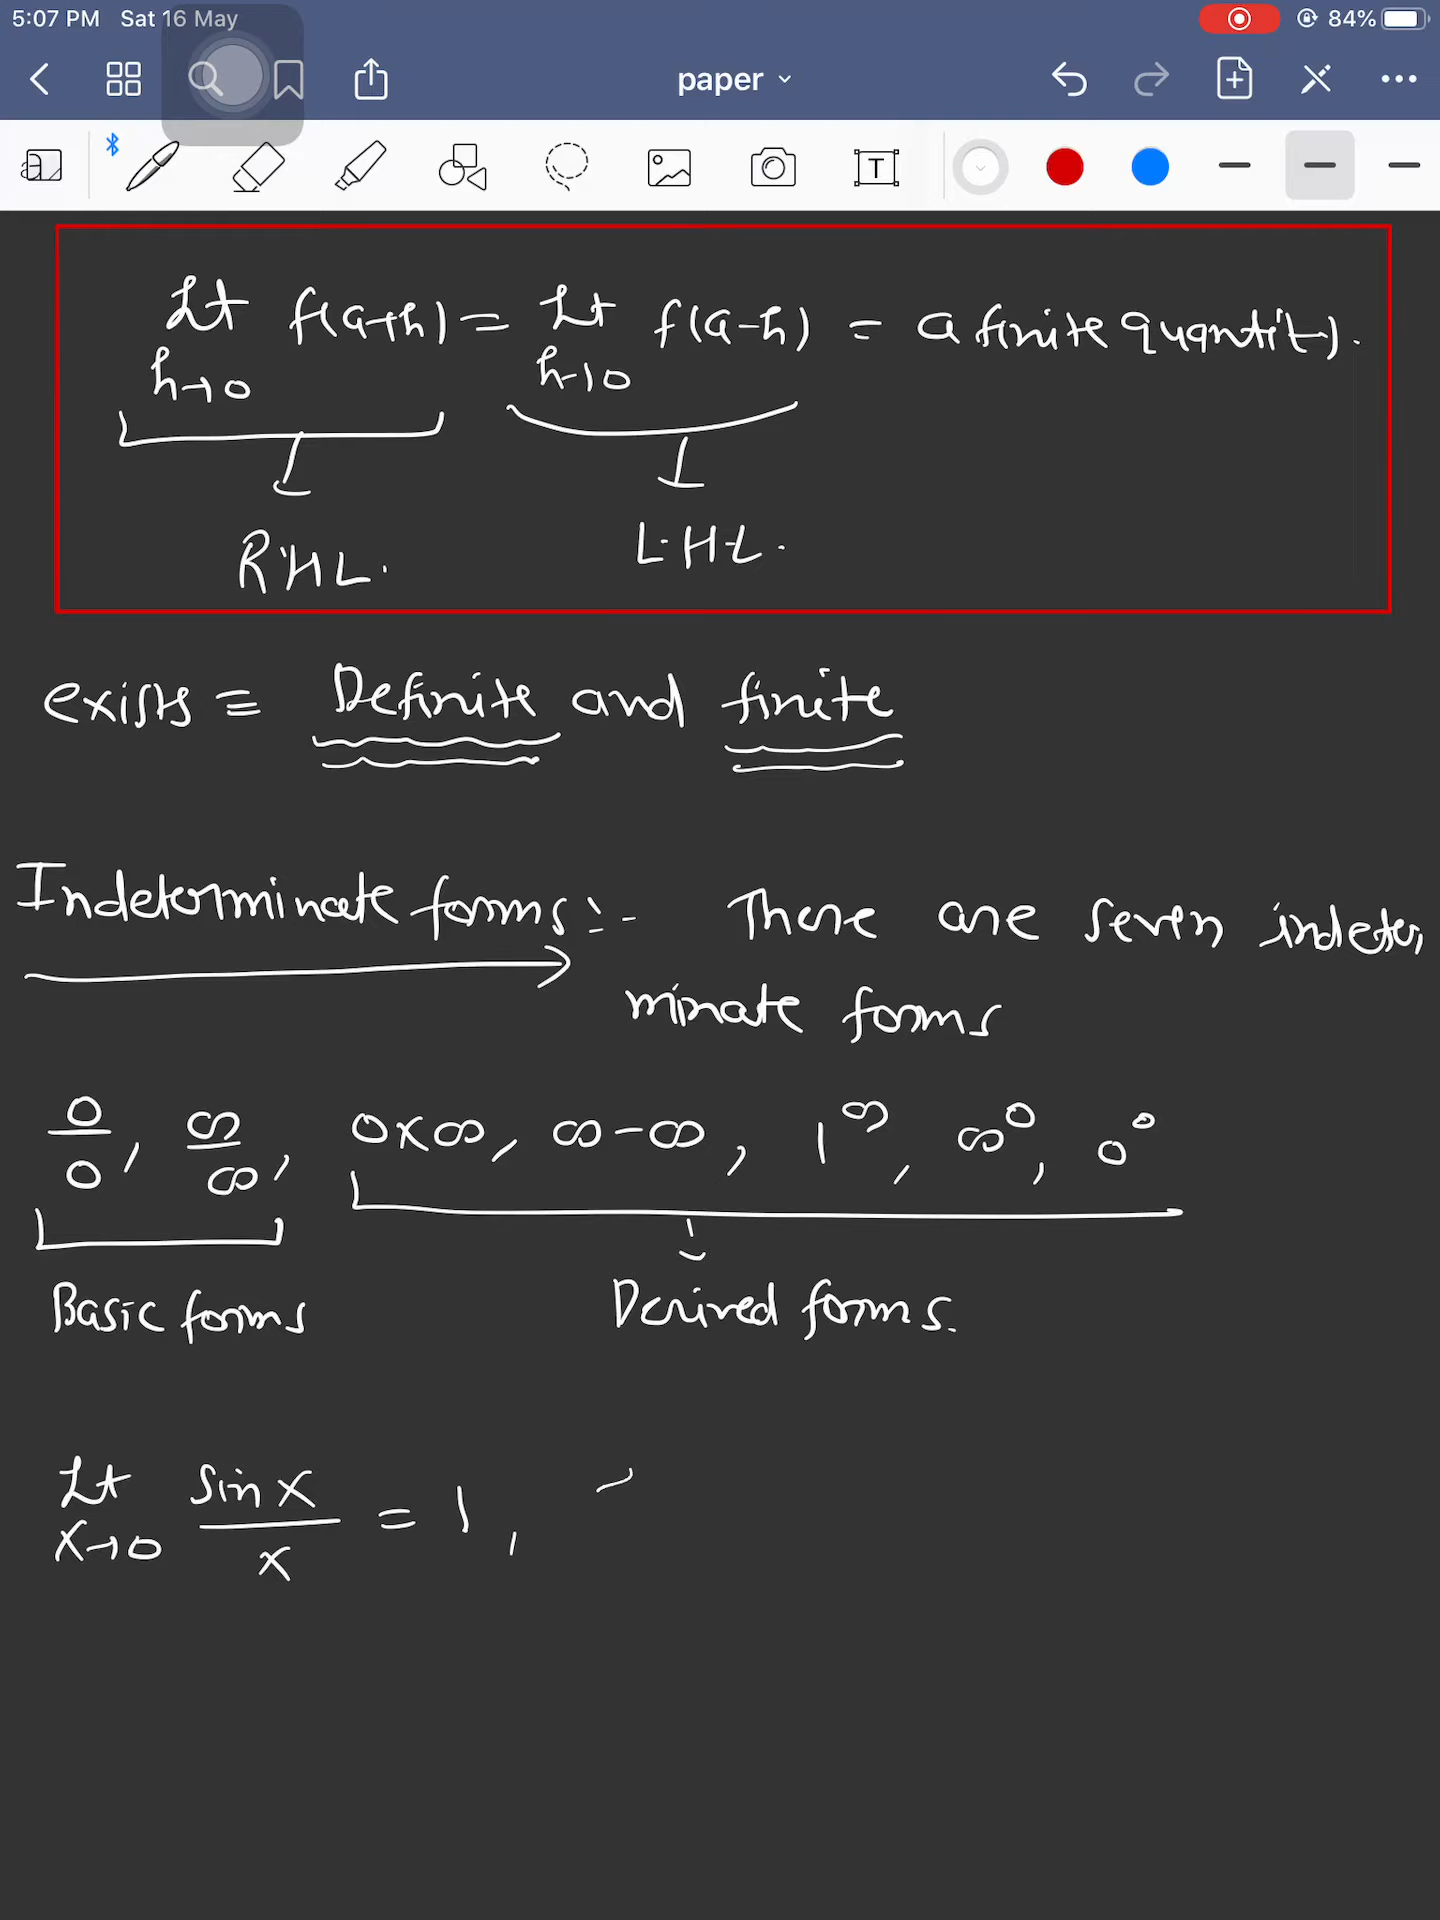 5:07 PM Sat 16 May 84%
paper
T
Lt f(a+h) = Lt f(a-h) = a finite quantity.
h→0 h→0
RHL. L.H.L.
exists = Definite and finite
Indeterminate forms :- There are seven indeter,
minate forms
0/0, ∞/∞, 0×∞, ∞-∞, 1^∞, ∞^0, 0^0
Basic forms Derived forms.
Lt sin x / x = 1,
x→0